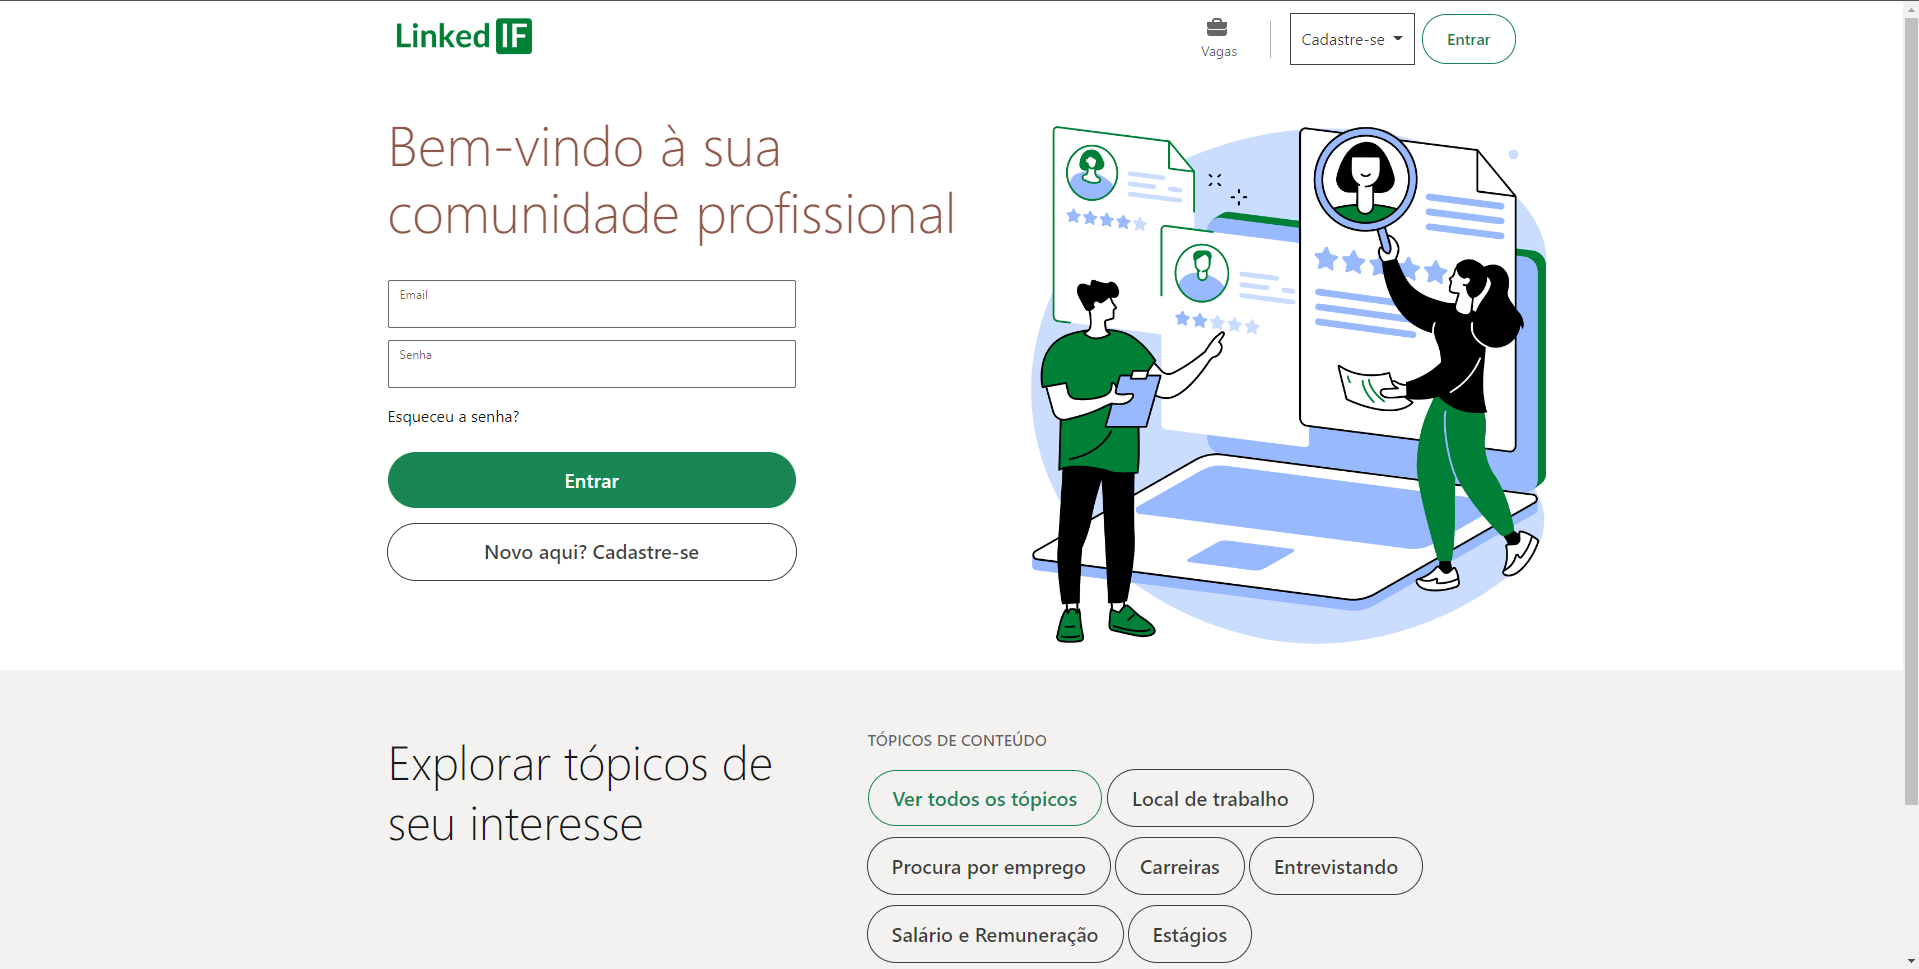 Linked IF
Vagas
Cadastre-se
Entrar
Bem-vindo à sua
comunidade profissional
Email
Senha
Esqueceu a senha?
Entrar
Novo aqui? Cadastre-se
Explorar tópicos de
seu interesse
TÓPICOS DE CONTEÚDO
Ver todos os tópicos
Local de trabalho
Procura por emprego
Carreiras
Entrevistando
Salário e Remuneração
Estágios